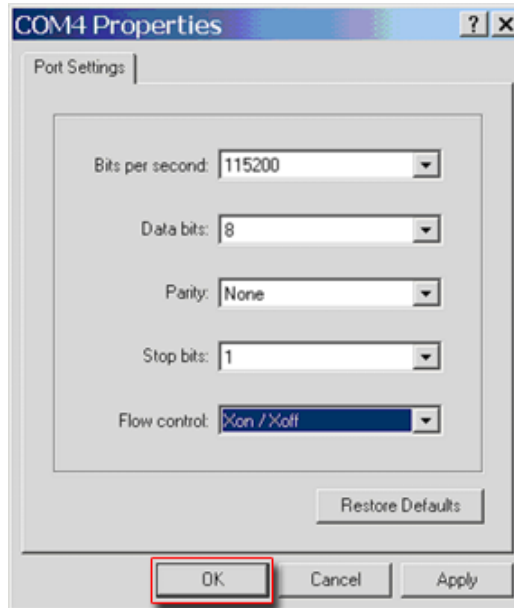 COM4 Properties
Port Settings
Bits per second: 115200
Data bits: 8
Parity: None
Stop bits: 1
Flow control: Xon / Xoff
Restore Defaults
OK Cancel Apply